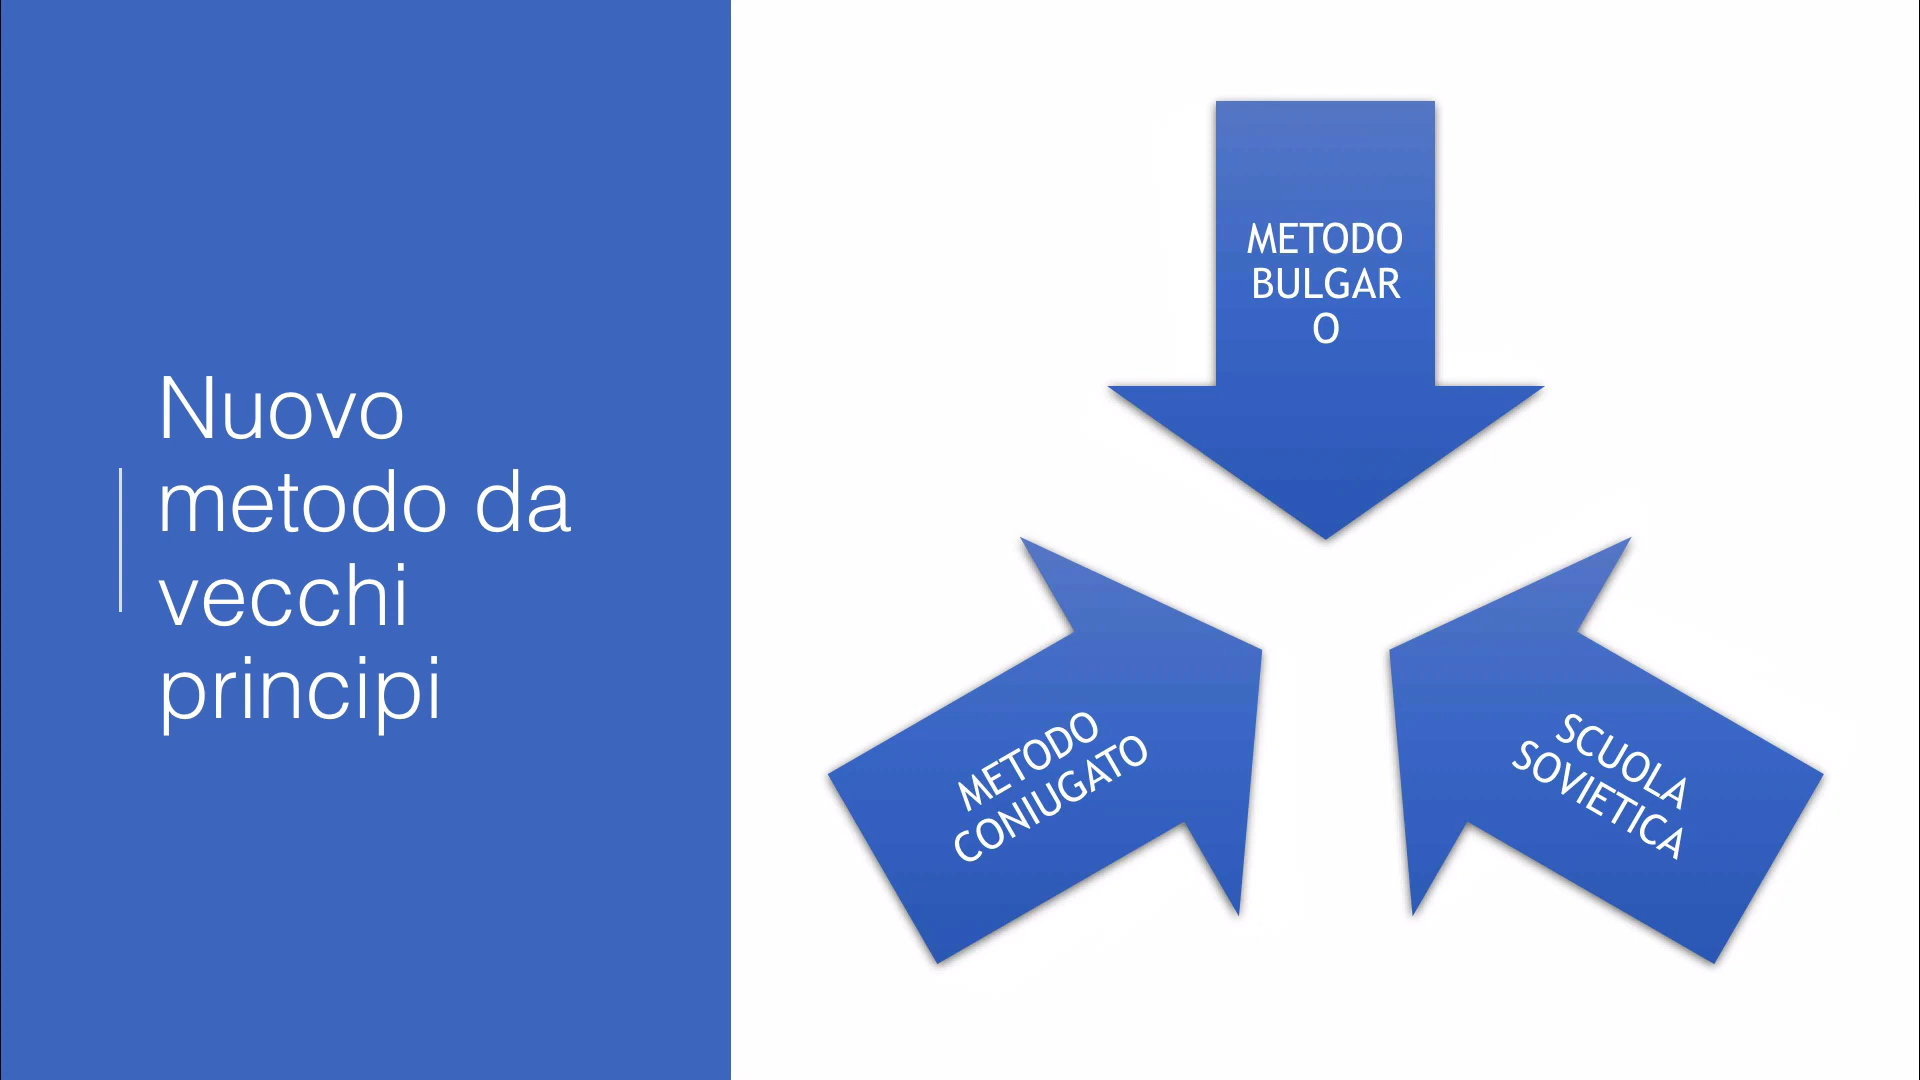 Nuovo
metodo da
vecchi
principi
METODO
BULGAR
O
METODO
CONIUGATO
SCUOLA
SOVIETICA